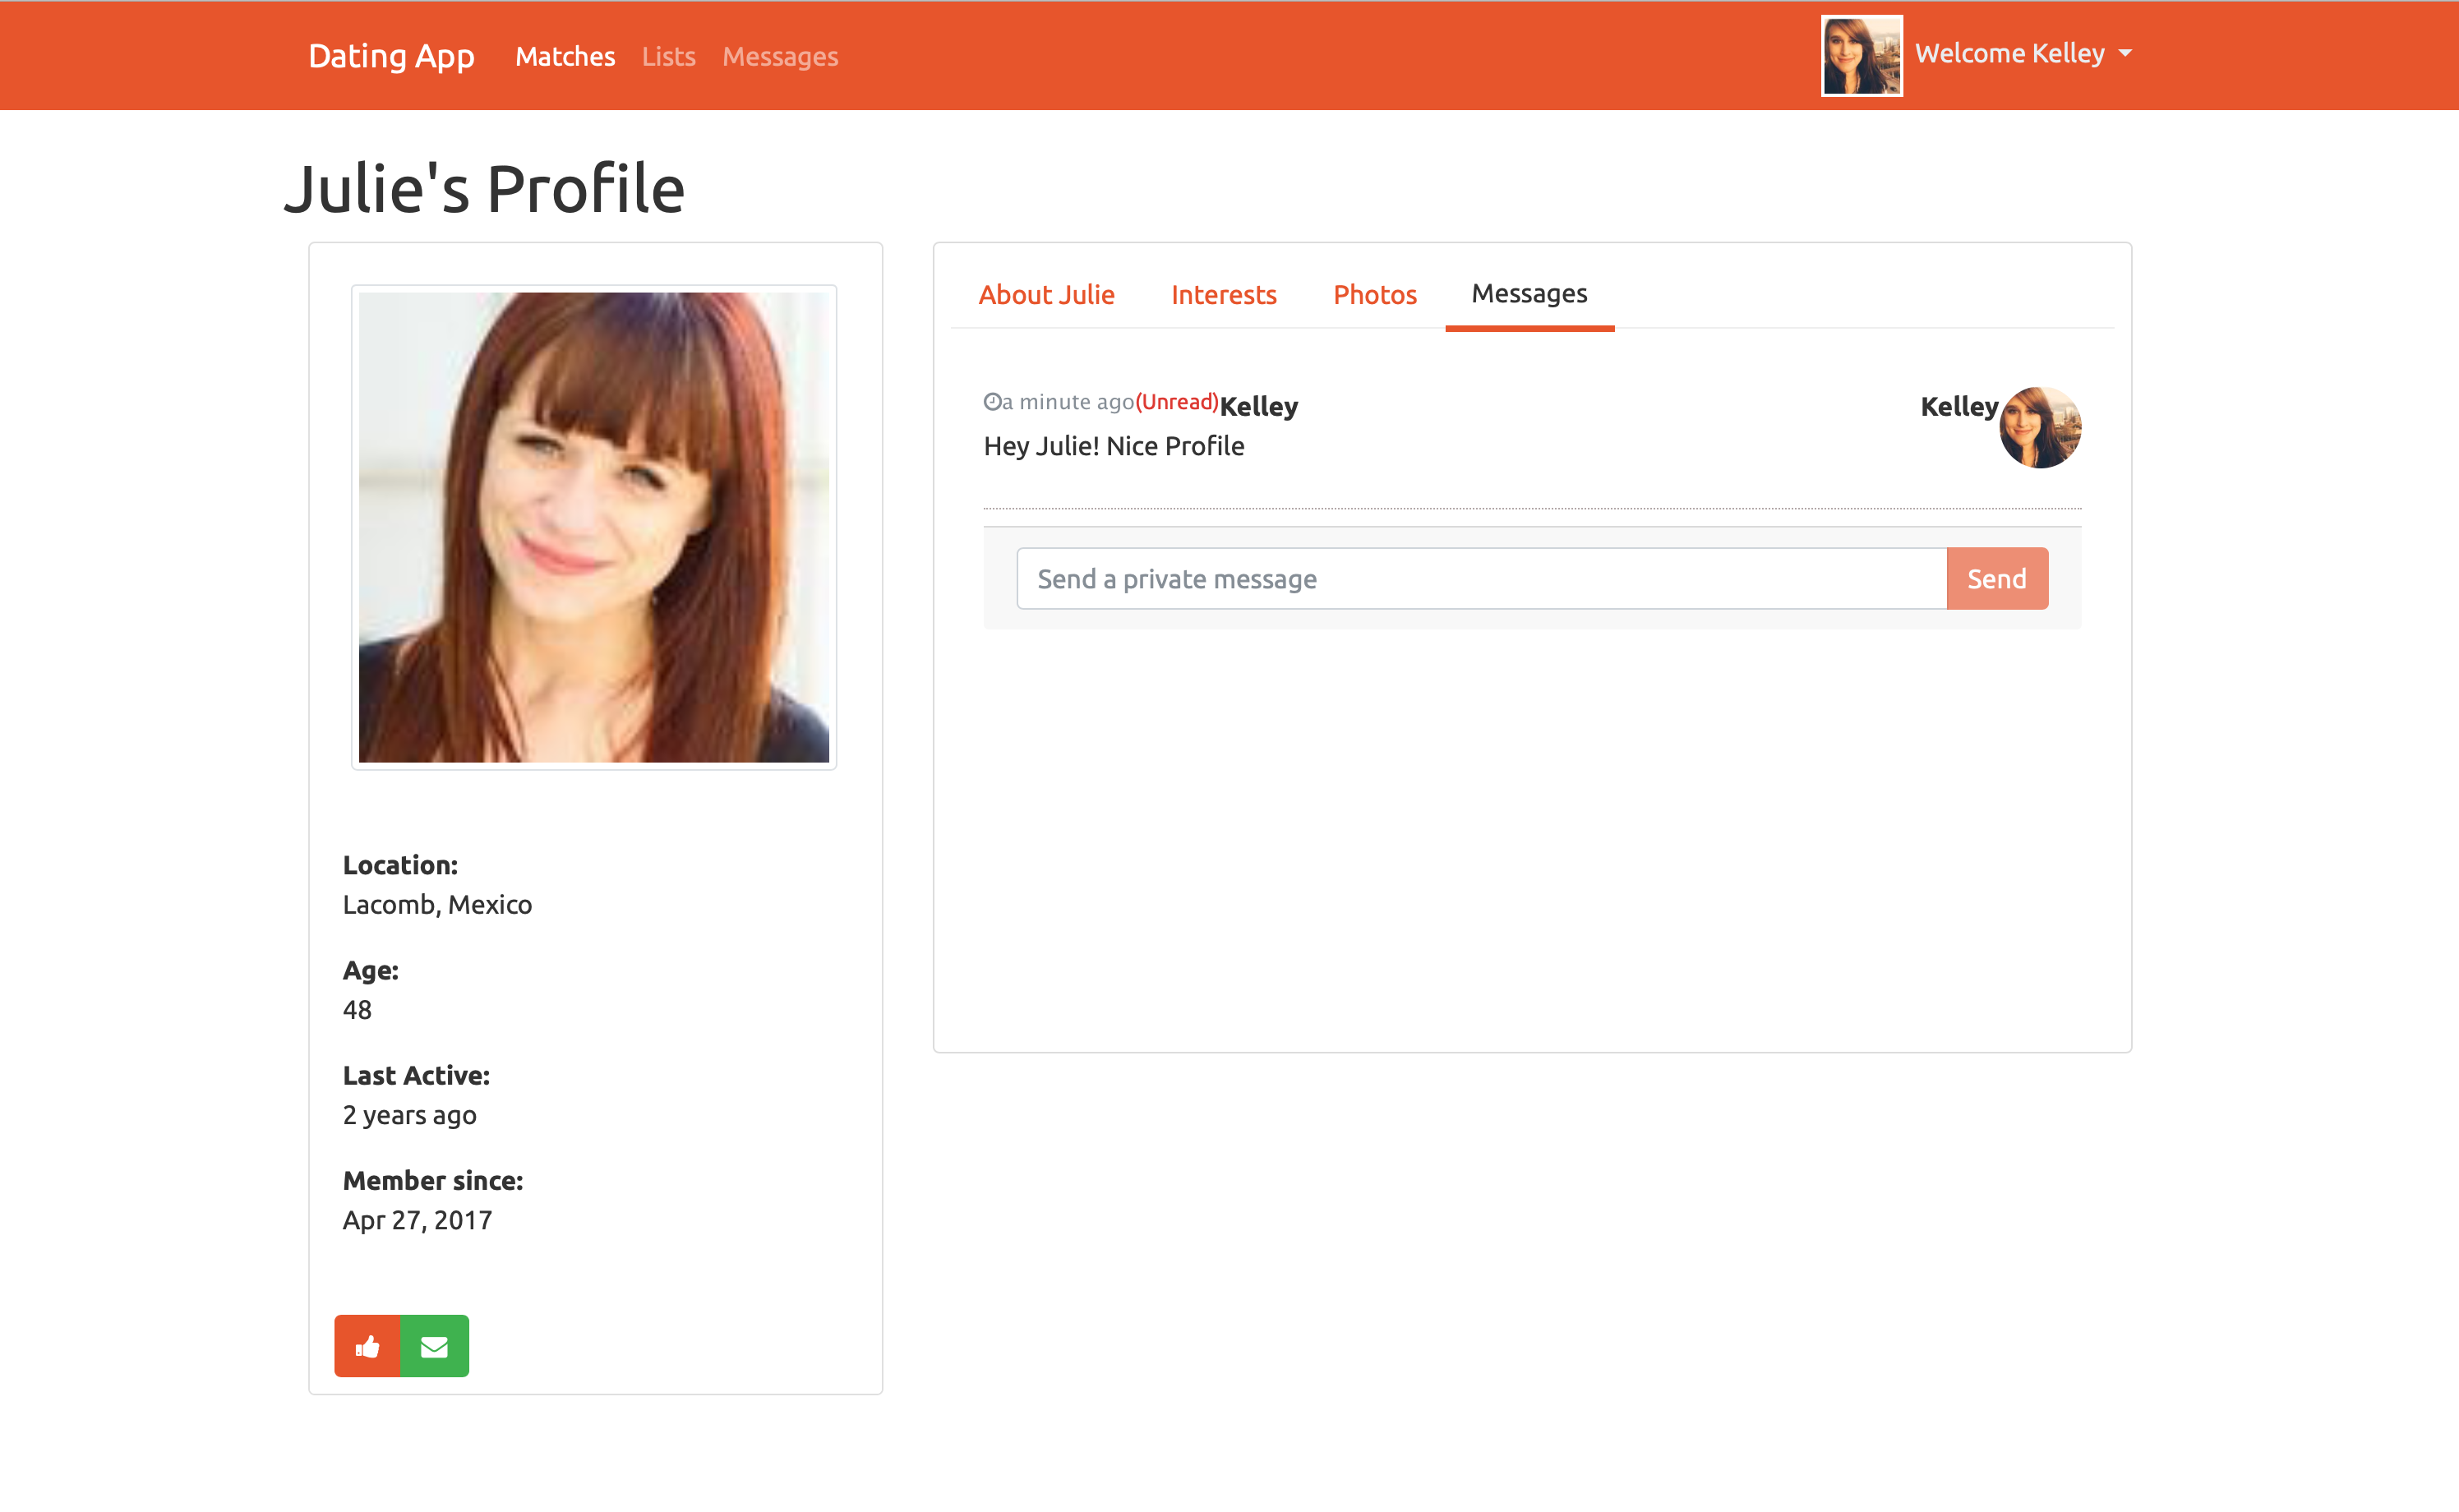 Dating App Matches Lists Messages Welcome Kelley
Julie's Profile
About Julie Interests Photos Messages
a minute ago(Unread)Kelley Kelley
Hey Julie! Nice Profile
Send a private message Send
Location:
Lacomb, Mexico
Age:
48
Last Active:
2 years ago
Member since:
Apr 27, 2017